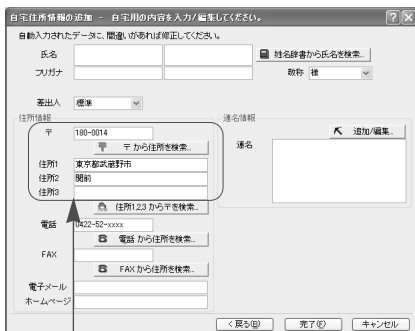 自宅住所情報の追加 - 自宅用の内容を入力/編集してください。
自動入力されたデータに、間違いがあれば修正してください。
氏名
姓名辞書から氏名を検索...
フリガナ
敬称 様
差出人 標準
住所情報
連名情報
〒 180-0014
追加/編集...
〒 から住所を検索...
連名
住所1 東京都武蔵野市
住所2 関前
住所3
住所1,2,3 から〒を検索...
電話 0422-52-xxxx
電話 から住所を検索...
FAX
FAX から住所を検索...
電子メール
ホームページ
< 戻る(B)
完了(F)
キャンセル